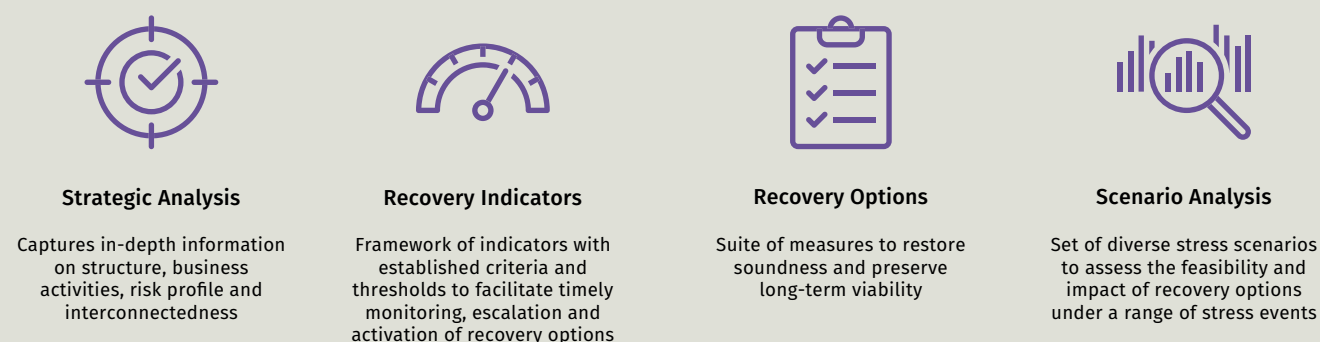 Strategic Analysis
Captures in-depth information
on structure, business
activities, risk profile and
interconnectedness
Recovery Indicators
Framework of indicators with
established criteria and
thresholds to facilitate timely
monitoring, escalation and
activation of recovery options
Recovery Options
Suite of measures to restore
soundness and preserve
long-term viability
Scenario Analysis
Set of diverse stress scenarios
to assess the feasibility and
impact of recovery options
under a range of stress events